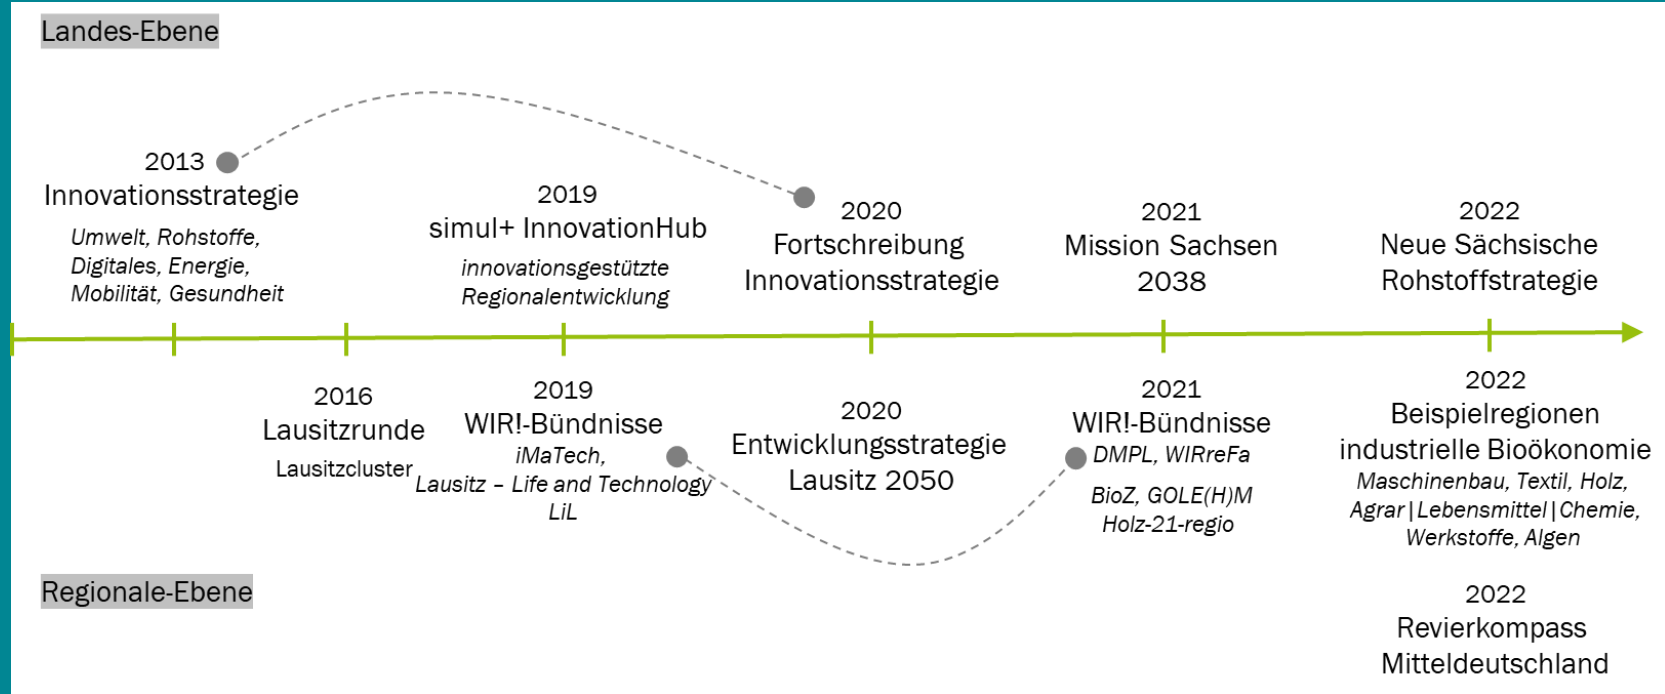 Landes-Ebene
2013
Innovationsstrategie
Umwelt, Rohstoffe,
Digitales, Energie,
Mobilität, Gesundheit
2019
simul+ InnovationHub
innovationsgestützte
Regionalentwicklung
2020
Fortschreibung
Innovationsstrategie
2021
Mission Sachsen
2038
2022
Neue Sächsische
Rohstoffstrategie
2016
Lausitzrunde
Lausitzcluster
2019
WIR!-Bündnisse
iMaTech,
Lausitz – Life and Technology
LiL
2020
Entwicklungsstrategie
Lausitz 2050
2021
WIR!-Bündnisse
DMPL, WIRreFa
BioZ, GOLE(H)M
Holz-21-regio
2022
Beispielregionen
industrielle Bioökonomie
Maschinenbau, Textil, Holz,
Agrar|Lebensmittel|Chemie,
Werkstoffe, Algen
Regionale-Ebene
2022
Revierkompass
Mitteldeutschland